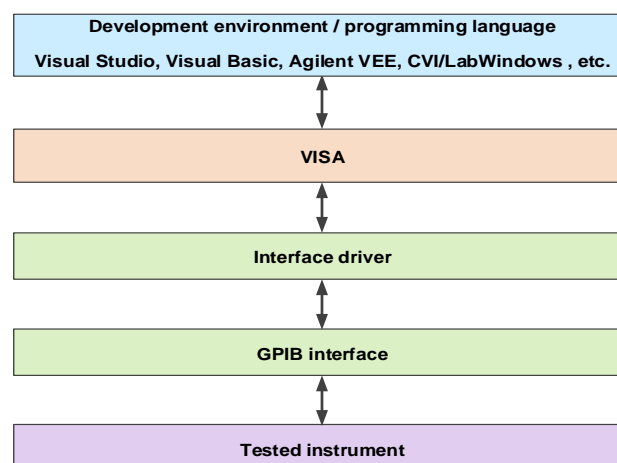 Development environment / programming language
Visual Studio, Visual Basic, Agilent VEE, CVI/LabWindows , etc.
VISA
Interface driver
GPIB interface
Tested instrument